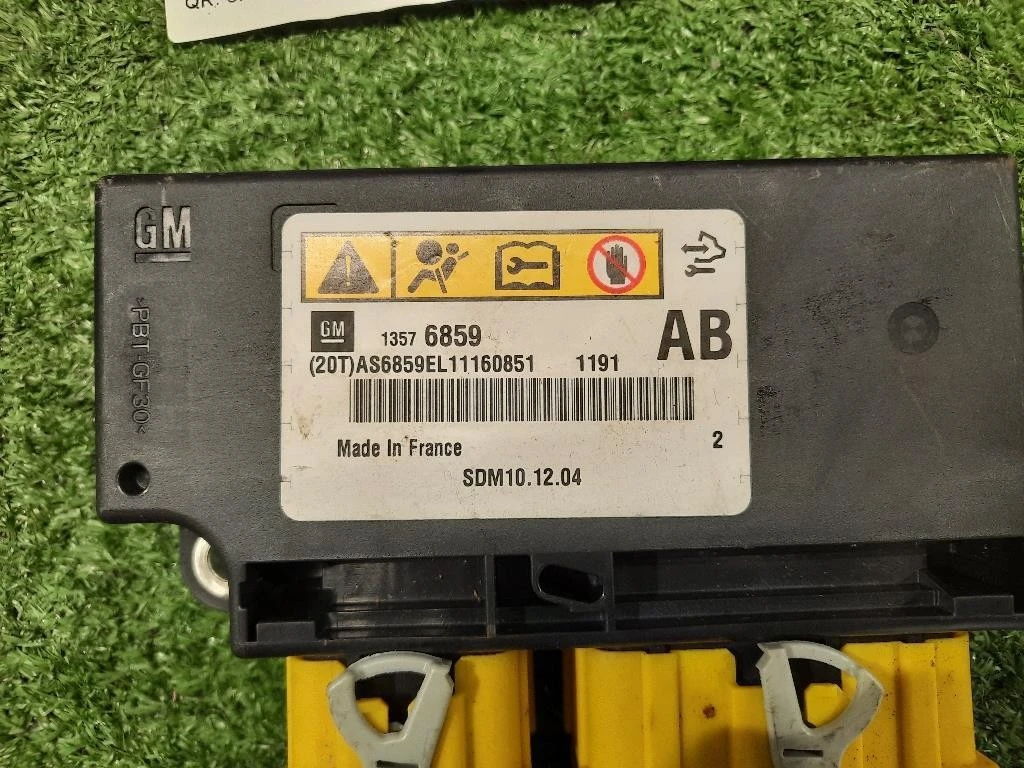 GM
>PBT-GF30<
GM 1357 6859 AB
(20T)AS6859EL11160851 1191
Made In France 2
SDM10.12.04